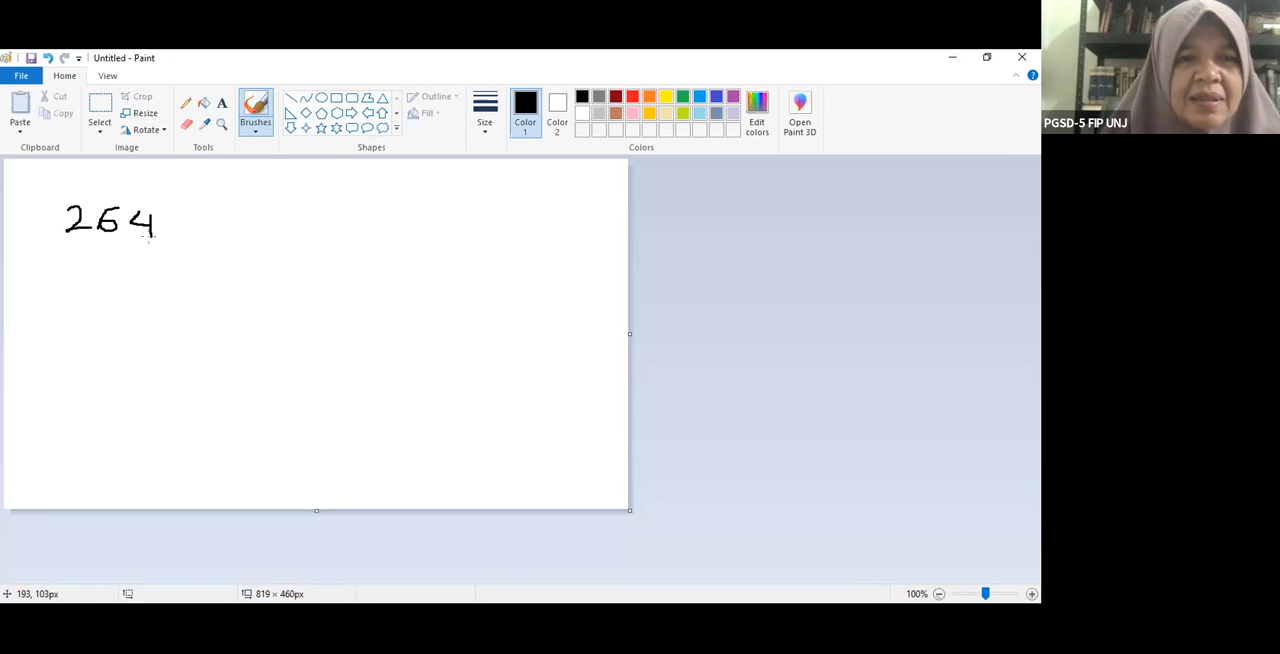 Untitled - Paint
File Home View
Paste
Cut
Copy
Clipboard
Select
Crop
Resize
Rotate
Image
A
Tools
Brushes
Shapes
Outline
Fill
Size
Color 1
Color 2
Colors
Edit colors
Open Paint 3D
PGSD-5 FIP UNJ
264
193, 103px
819 × 460px
100%